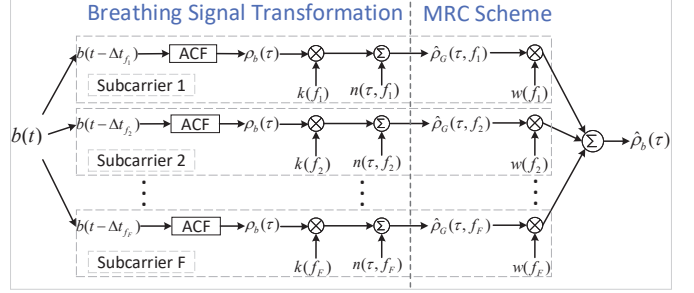 Breathing Signal Transformation MRC Scheme
b(t − Δt_{f_1}) ACF ρ_b(τ) ⊗ Σ ρ̂_G(τ, f_1) ⊗
Subcarrier 1 k(f_1) n(τ, f_1) w(f_1)
b(t − Δt_{f_2}) ACF ρ_b(τ) ⊗ Σ ρ̂_G(τ, f_2) ⊗
b(t) Σ ρ̂_b(τ)
Subcarrier 2 k(f_2) n(τ, f_2) w(f_2)
b(t − Δt_{f_F}) ACF ρ_b(τ) ⊗ Σ ρ̂_G(τ, f_F) ⊗
Subcarrier F k(f_F) n(τ, f_F) w(f_F)